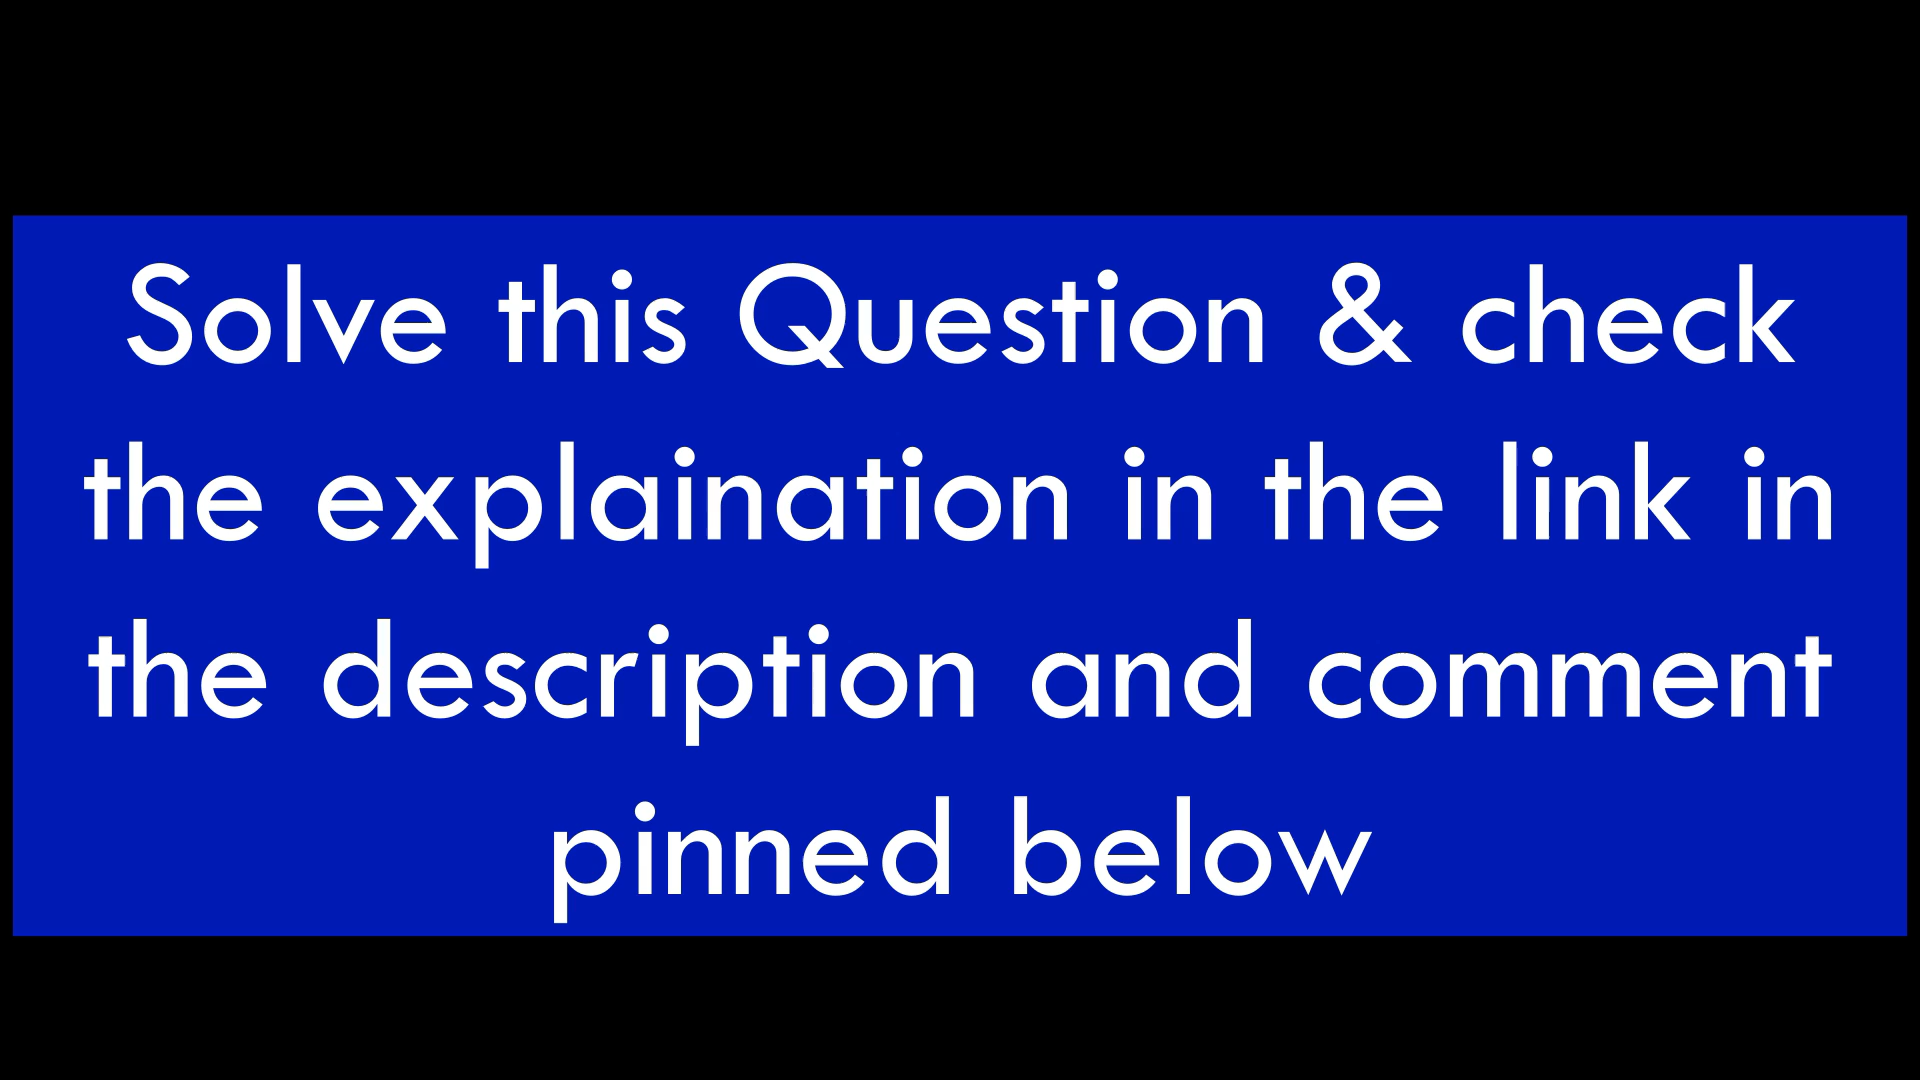 Solve this Question & check
the explaination in the link in
the description and comment
pinned below